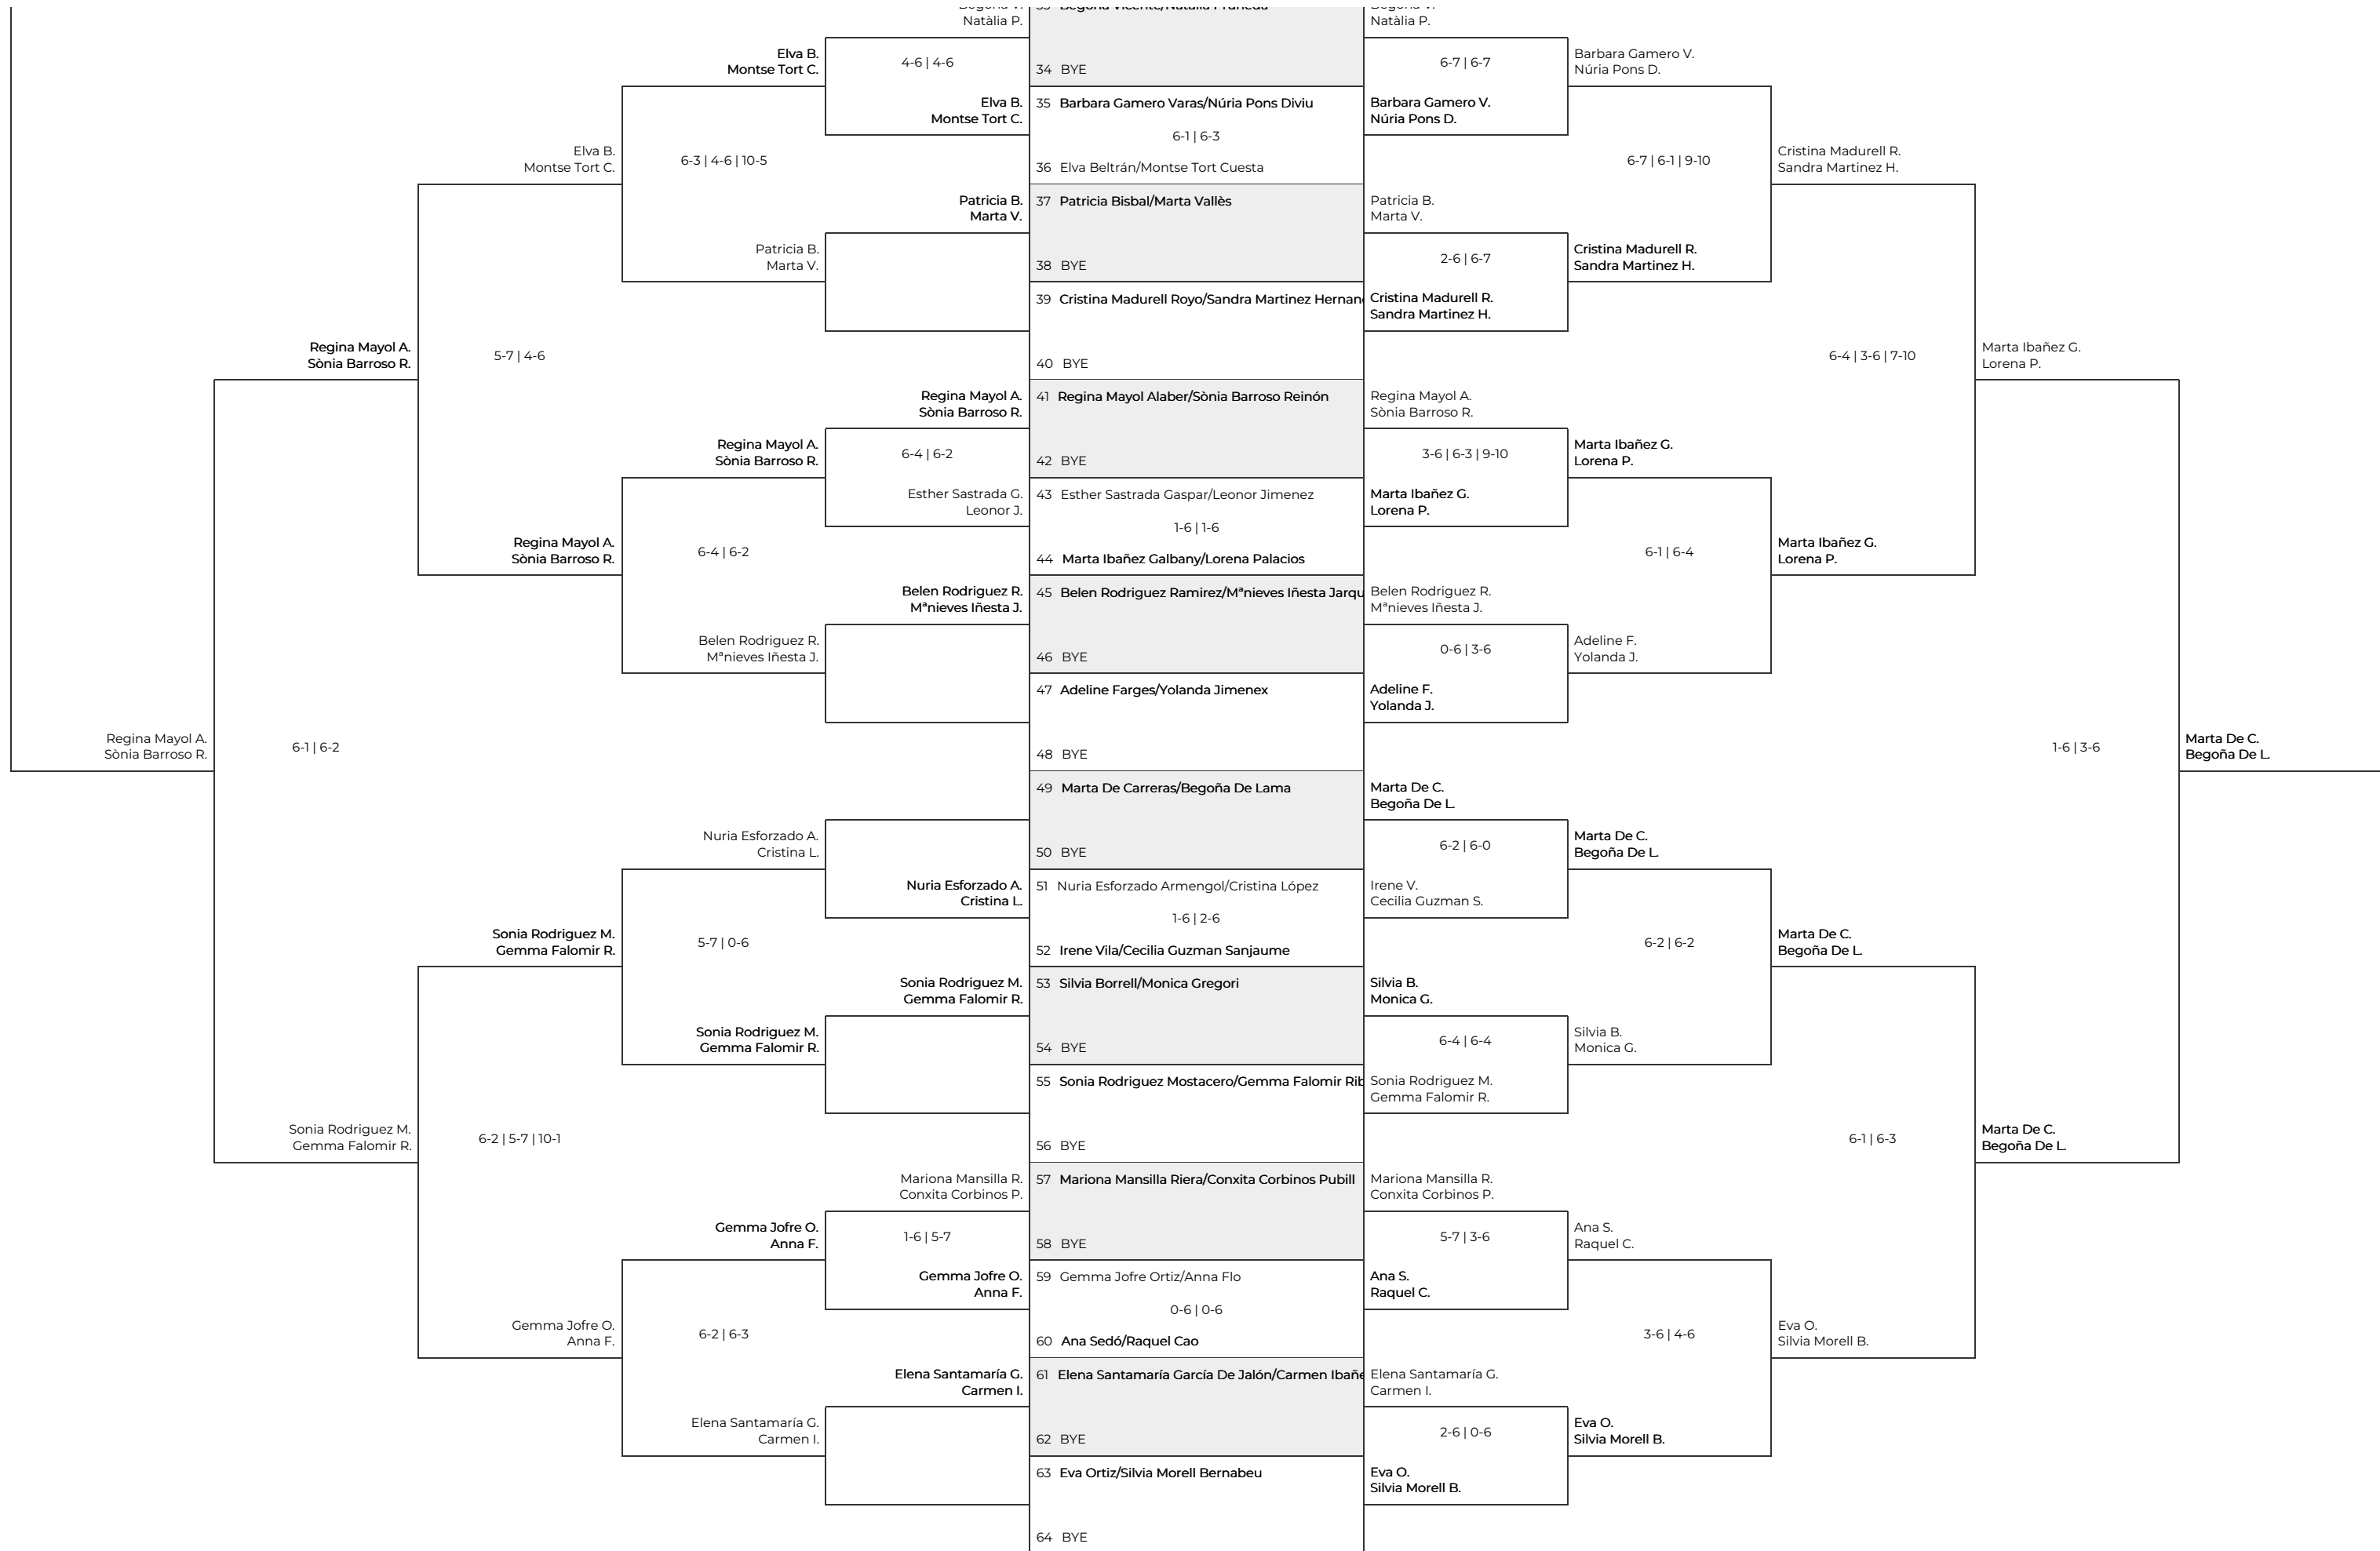 Natàlia P.
Natàlia P.
Elva B.
Montse Tort C.
4-6 | 4-6
34 BYE
6-7 | 6-7
Barbara Gamero V.
Núria Pons D.
Elva B.
Montse Tort C.
35 Barbara Gamero Varas/Núria Pons Diviu
6-1 | 6-3
36 Elva Beltrán/Montse Tort Cuesta
Barbara Gamero V.
Núria Pons D.
Elva B.
Montse Tort C.
6-3 | 4-6 | 10-5
6-7 | 6-1 | 9-10
Cristina Madurell R.
Sandra Martinez H.
Patricia B.
Marta V.
37 Patricia Bisbal/Marta Vallès
Patricia B.
Marta V.
Patricia B.
Marta V.
38 BYE
2-6 | 6-7
Cristina Madurell R.
Sandra Martinez H.
39 Cristina Madurell Royo/Sandra Martinez Hernan
Cristina Madurell R.
Sandra Martinez H.
40 BYE
Regina Mayol A.
Sònia Barroso R.
5-7 | 4-6
6-4 | 3-6 | 7-10
Marta Ibañez G.
Lorena P.
Regina Mayol A.
Sònia Barroso R.
41 Regina Mayol Alaber/Sònia Barroso Reinón
Regina Mayol A.
Sònia Barroso R.
Regina Mayol A.
Sònia Barroso R.
6-4 | 6-2
42 BYE
3-6 | 6-3 | 9-10
Marta Ibañez G.
Lorena P.
Esther Sastrada G.
Leonor J.
43 Esther Sastrada Gaspar/Leonor Jimenez
1-6 | 1-6
44 Marta Ibañez Galbany/Lorena Palacios
Marta Ibañez G.
Lorena P.
Regina Mayol A.
Sònia Barroso R.
6-4 | 6-2
6-1 | 6-4
Marta Ibañez G.
Lorena P.
Belen Rodriguez R.
Mªnieves Iñesta J.
45 Belen Rodriguez Ramirez/Mªnieves Iñesta Jarqu
Belen Rodriguez R.
Mªnieves Iñesta J.
Belen Rodriguez R.
Mªnieves Iñesta J.
46 BYE
0-6 | 3-6
Adeline F.
Yolanda J.
47 Adeline Farges/Yolanda Jimenex
Adeline F.
Yolanda J.
48 BYE
Regina Mayol A.
Sònia Barroso R.
6-1 | 6-2
1-6 | 3-6
Marta De C.
Begoña De L.
49 Marta De Carreras/Begoña De Lama
Marta De C.
Begoña De L.
Nuria Esforzado A.
Cristina L.
50 BYE
6-2 | 6-0
Marta De C.
Begoña De L.
Nuria Esforzado A.
Cristina L.
51 Nuria Esforzado Armengol/Cristina López
1-6 | 2-6
52 Irene Vila/Cecilia Guzman Sanjaume
Irene V.
Cecilia Guzman S.
Sonia Rodriguez M.
Gemma Falomir R.
5-7 | 0-6
6-2 | 6-2
Marta De C.
Begoña De L.
Sonia Rodriguez M.
Gemma Falomir R.
53 Silvia Borrell/Monica Gregori
Silvia B.
Monica G.
Sonia Rodriguez M.
Gemma Falomir R.
54 BYE
6-4 | 6-4
Silvia B.
Monica G.
55 Sonia Rodriguez Mostacero/Gemma Falomir Rib
Sonia Rodriguez M.
Gemma Falomir R.
56 BYE
Sonia Rodriguez M.
Gemma Falomir R.
6-2 | 5-7 | 10-1
6-1 | 6-3
Marta De C.
Begoña De L.
Mariona Mansilla R.
Conxita Corbinos P.
57 Mariona Mansilla Riera/Conxita Corbinos Pubill
Mariona Mansilla R.
Conxita Corbinos P.
Gemma Jofre O.
Anna F.
1-6 | 5-7
58 BYE
5-7 | 3-6
Ana S.
Raquel C.
Gemma Jofre O.
Anna F.
59 Gemma Jofre Ortiz/Anna Flo
0-6 | 0-6
60 Ana Sedó/Raquel Cao
Ana S.
Raquel C.
Gemma Jofre O.
Anna F.
6-2 | 6-3
3-6 | 4-6
Eva O.
Silvia Morell B.
Elena Santamaría G.
Carmen I.
61 Elena Santamaría García De Jalón/Carmen Ibañe
Elena Santamaría G.
Carmen I.
Elena Santamaría G.
Carmen I.
62 BYE
2-6 | 0-6
Eva O.
Silvia Morell B.
63 Eva Ortiz/Silvia Morell Bernabeu
Eva O.
Silvia Morell B.
64 BYE